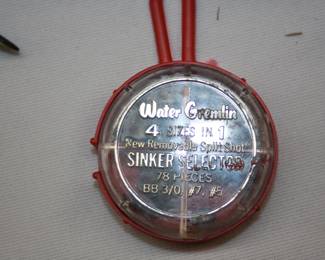 Water Gremlin
4 SIZES IN 1
New Removable Split Shot
SINKER SELECTOR
78 PIECES
BB 3/0, #7, #5